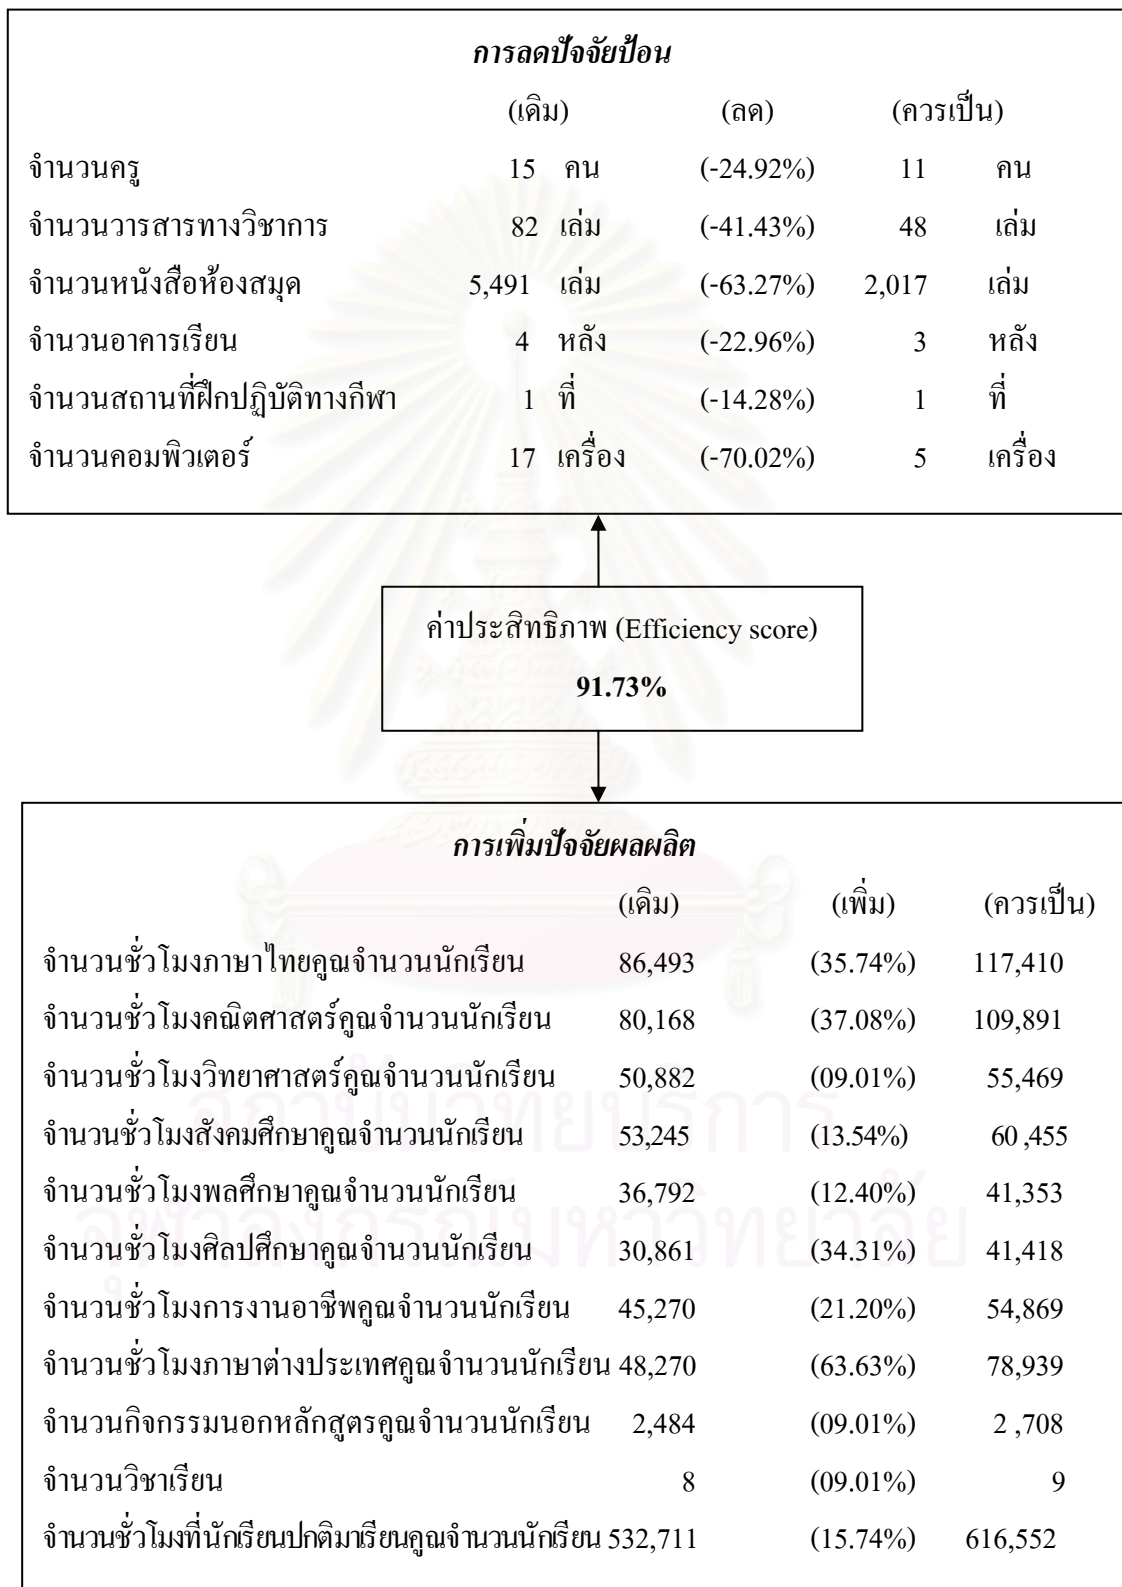 การลดปัจจัยป้อน
(เดิม) (ลด) (ควรเป็น)
จำนวนครู 15 คน (-24.92%) 11 คน
จำนวนวารสารทางวิชาการ 82 เล่ม (-41.43%) 48 เล่ม
จำนวนหนังสือห้องสมุด 5,491 เล่ม (-63.27%) 2,017 เล่ม
จำนวนอาคารเรียน 4 หลัง (-22.96%) 3 หลัง
จำนวนสถานที่ฝึกปฏิบัติทางกีฬา 1 ที่ (-14.28%) 1 ที่
จำนวนคอมพิวเตอร์ 17 เครื่อง (-70.02%) 5 เครื่อง
ค่าประสิทธิภาพ (Efficiency score)
91.73%
การเพิ่มปัจจัยผลผลิต
(เดิม) (เพิ่ม) (ควรเป็น)
จำนวนชั่วโมงภาษาไทยคูณจำนวนนักเรียน 86,493 (35.74%) 117,410
จำนวนชั่วโมงคณิตศาสตร์คูณจำนวนนักเรียน 80,168 (37.08%) 109,891
จำนวนชั่วโมงวิทยาศาสตร์คูณจำนวนนักเรียน 50,882 (09.01%) 55,469
จำนวนชั่วโมงสังคมศึกษาคูณจำนวนนักเรียน 53,245 (13.54%) 60 ,455
จำนวนชั่วโมงพลศึกษาคูณจำนวนนักเรียน 36,792 (12.40%) 41,353
จำนวนชั่วโมงศิลปศึกษาคูณจำนวนนักเรียน 30,861 (34.31%) 41,418
จำนวนชั่วโมงการงานอาชีพคูณจำนวนนักเรียน 45,270 (21.20%) 54,869
จำนวนชั่วโมงภาษาต่างประเทศคูณจำนวนนักเรียน 48,270 (63.63%) 78,939
จำนวนกิจกรรมนอกหลักสูตรคูณจำนวนนักเรียน 2,484 (09.01%) 2 ,708
จำนวนวิชาเรียน 8 (09.01%) 9
จำนวนชั่วโมงที่นักเรียนปกติมาเรียนคูณจำนวนนักเรียน 532,711 (15.74%) 616,552
สถาบันวิทยบริการ
จุฬาลงกรณ์มหาวิทยาลัย